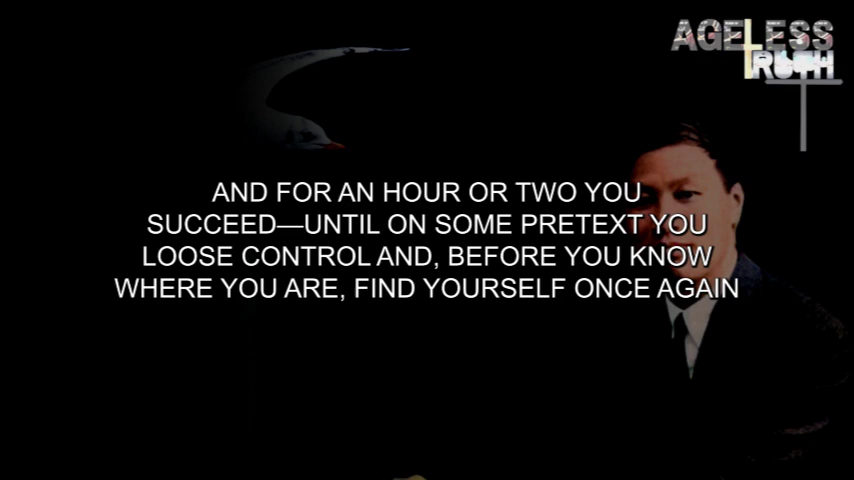 AGELESS
TRUTH
AND FOR AN HOUR OR TWO YOU
SUCCEED—UNTIL ON SOME PRETEXT YOU
LOOSE CONTROL AND, BEFORE YOU KNOW
WHERE YOU ARE, FIND YOURSELF ONCE AGAIN